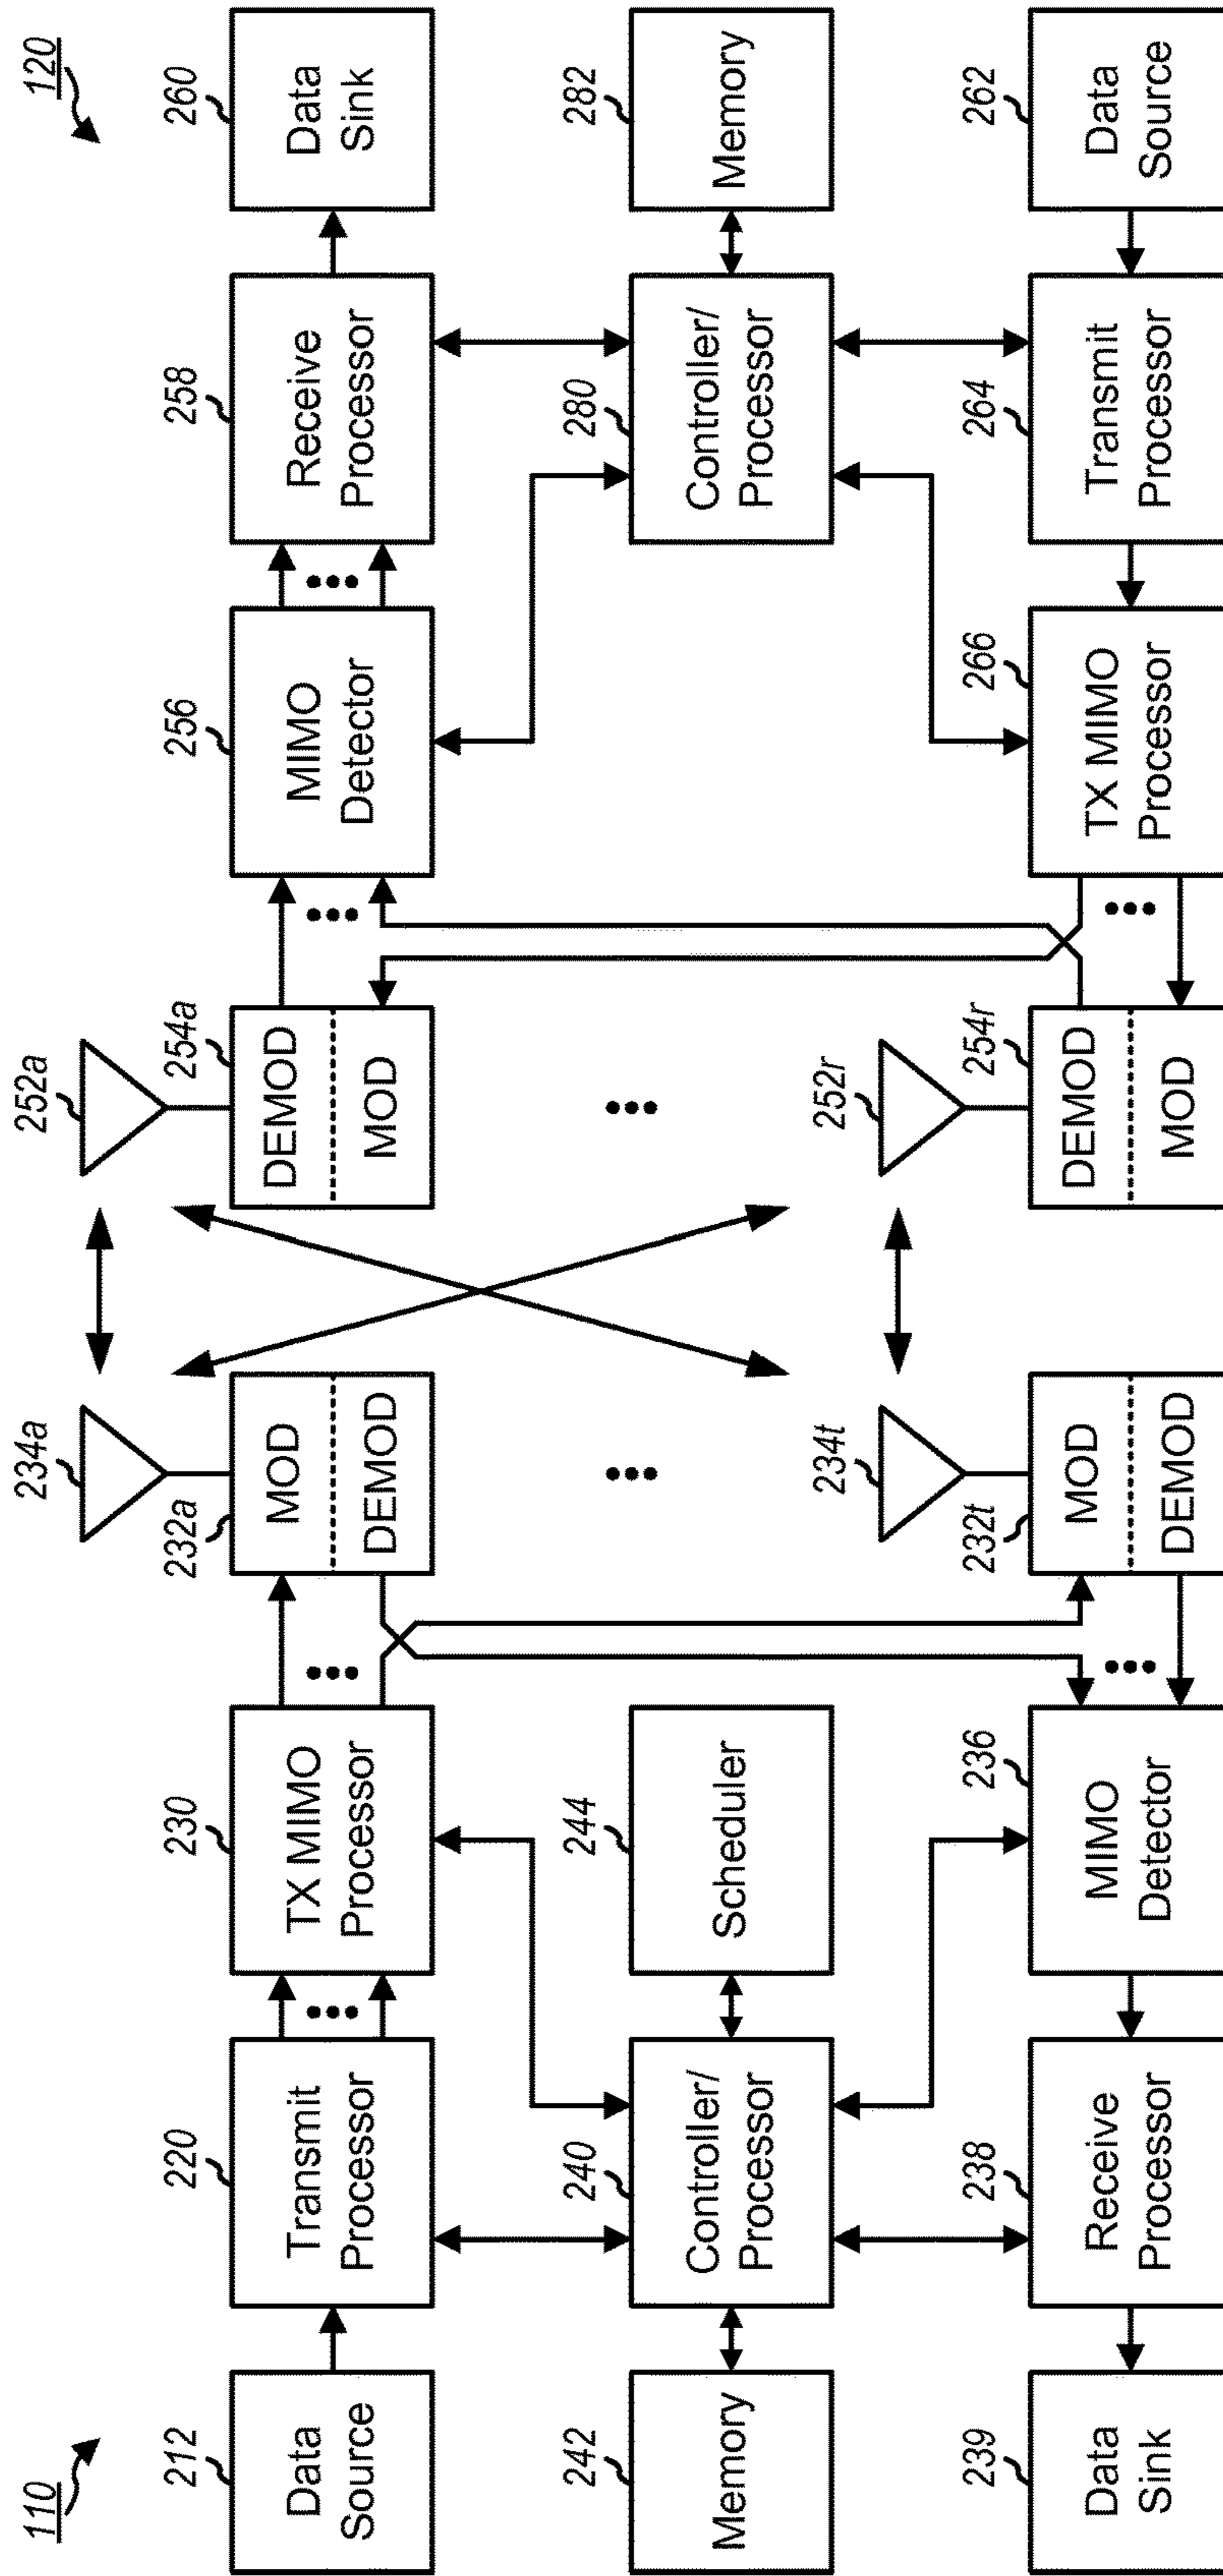 110
120
212
Data
Source
220
Transmit
Processor
230
TX MIMO
Processor
232a
MOD
DEMOD
234a
252a
254a
DEMOD
MOD
256
MIMO
Detector
258
Receive
Processor
260
Data
Sink
242
Memory
240
Controller/
Processor
244
Scheduler
280
Controller/
Processor
282
Memory
239
Data
Sink
238
Receive
Processor
236
MIMO
Detector
232t
MOD
DEMOD
234t
252r
254r
DEMOD
MOD
266
TX MIMO
Processor
264
Transmit
Processor
262
Data
Source